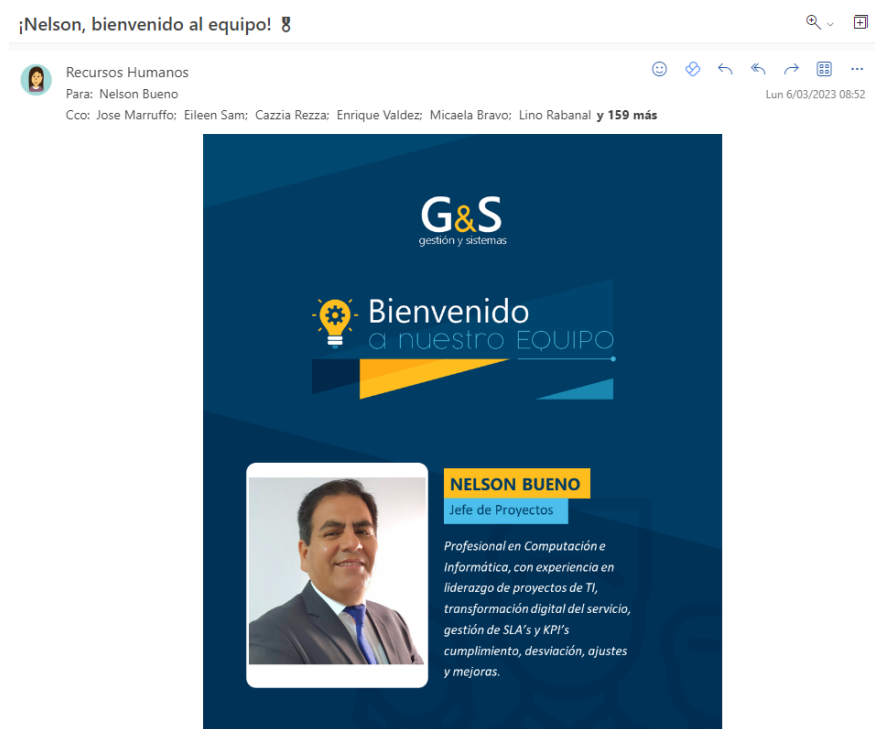 ¡Nelson, bienvenido al equipo! 🎖
Recursos Humanos
Para: Nelson Bueno
Lun 6/03/2023 08:52
Cco: Jose Marruffo; Eileen Sam; Cazzia Rezza; Enrique Valdez; Micaela Bravo; Lino Rabanal y 159 más
G&S
gestión y sistemas
Bienvenido
a nuestro EQUIPO
NELSON BUENO
Jefe de Proyectos
Profesional en Computación e
Informática, con experiencia en
liderazgo de proyectos de TI,
transformación digital del servicio,
gestión de SLA's y KPI's
cumplimiento, desviación, ajustes
y mejoras.